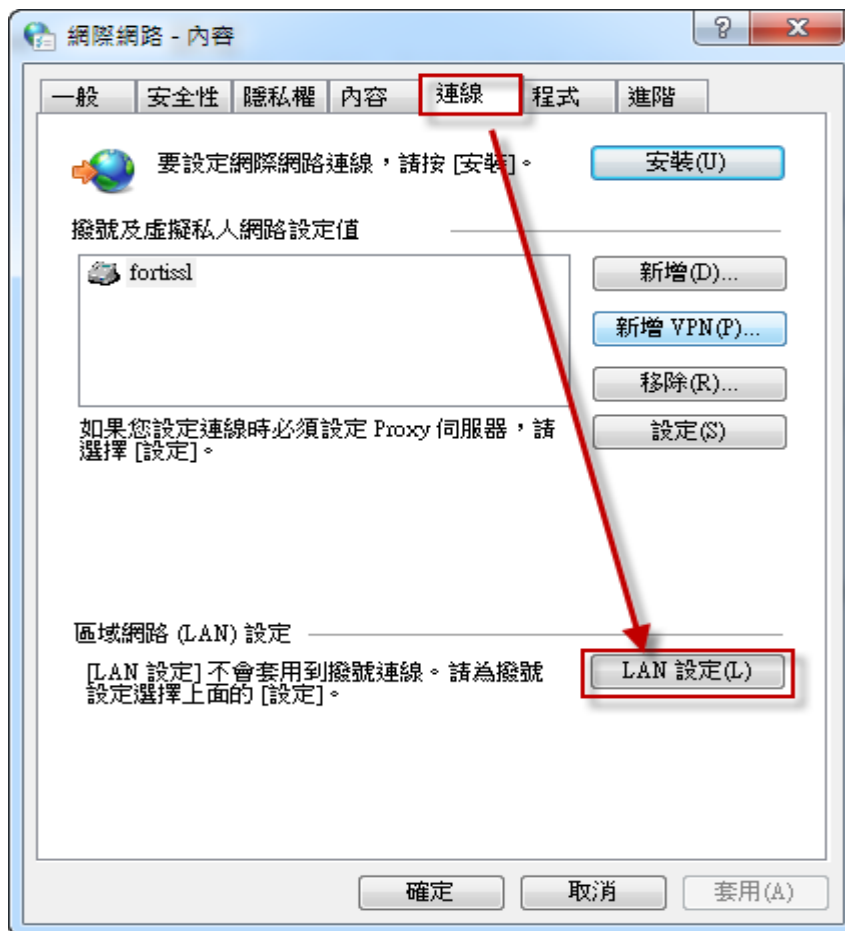 網際網路 - 內容
一般 安全性 隱私權 內容 連線 程式 進階
要設定網際網路連線，請按 [安裝]。
安裝(U)
撥號及虛擬私人網路設定值
fortissl
新增(D)...
新增 VPN(P)...
移除(R)...
如果您設定連線時必須設定 Proxy 伺服器，請
選擇 [設定]。
設定(S)
區域網路 (LAN) 設定
[LAN 設定] 不會套用到撥號連線。請為撥號
設定選擇上面的 [設定]。
LAN 設定(L)
確定 取消 套用(A)